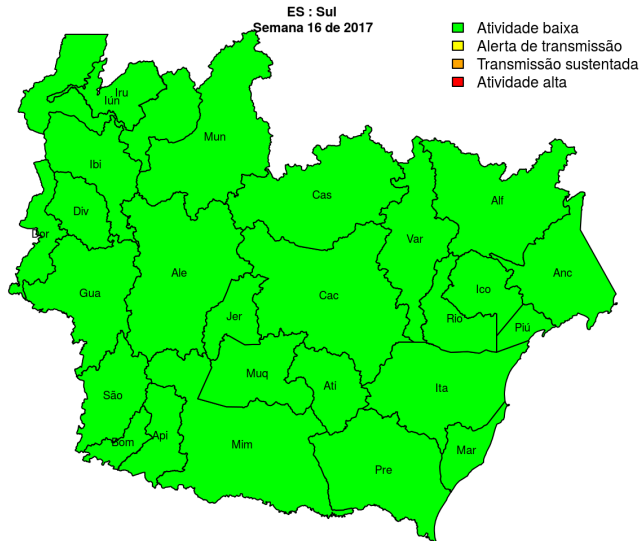 ES : Sul
Semana 16 de 2017
Atividade baixa
Alerta de transmissão
Transmissão sustentada
Atividade alta
Iru
Iún
Mun
Ibi
Cas
Alf
Div
Dor
Var
Ale
Anc
Gua
Cac
Ico
Jer
Rio
Piú
Muq
Ati
Ita
São
Api
Bom
Mim
Mar
Pre